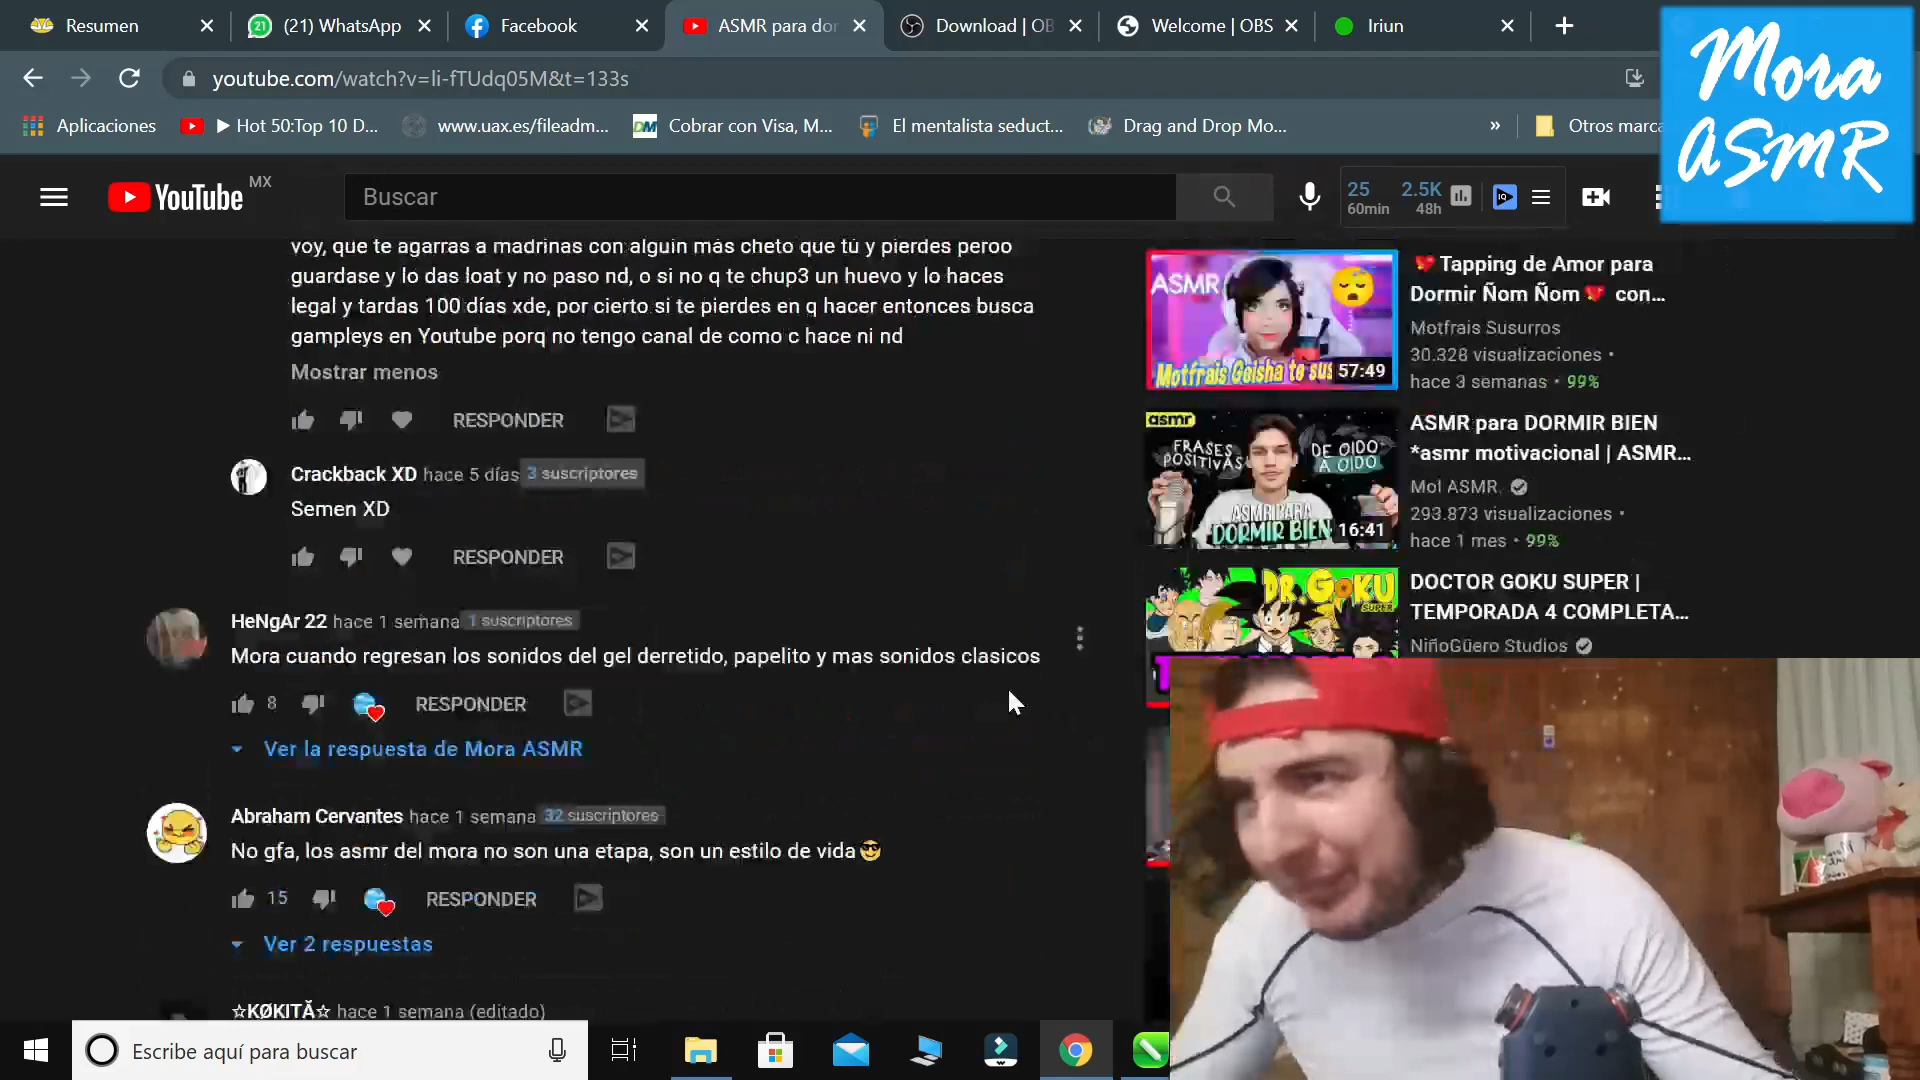 Resumen
(21) WhatsApp
Facebook
ASMR para dor
Download | OB
Welcome | OBS
Iriun
youtube.com/watch?v=li-fTUdq05M&t=133s
Aplicaciones
Hot 50:Top 10 D...
www.uax.es/fileadm...
Cobrar con Visa, M...
El mentalista seduct...
Drag and Drop Mo...
»
Otros marca
Mora
ASMR
YouTube MX
Buscar
25
60min
2.5K
48h
voy, que te agarras a madrinas con alguin más cheto que tú y pierdes peroo
guardase y lo das loat y no paso nd, o si no q te chup3 un huevo y lo haces
legal y tardas 100 días xde, por cierto si te pierdes en q hacer entonces busca
gampleys en Youtube porq no tengo canal de como c hace ni nd
Mostrar menos
RESPONDER
Crackback XD hace 5 días 3 suscriptores
Semen XD
RESPONDER
HeNgAr 22 hace 1 semana 1 suscriptores
Mora cuando regresan los sonidos del gel derretido, papelito y mas sonidos clasicos
8 RESPONDER
Ver la respuesta de Mora ASMR
Abraham Cervantes hace 1 semana 32 suscriptores
No gfa, los asmr del mora no son una etapa, son un estilo de vida😎
15 RESPONDER
Ver 2 respuestas
☆KØKITĂ☆ hace 1 semana (editado)
ASMR
Motfrais Geisha te sus
57:49
Tapping de Amor para
Dormir Ñom Ñom💝 con...
Motfrais Susurros
30.328 visualizaciones •
hace 3 semanas • 99%
asmr
FRASES
POSITIVAS
DE OIDO
A OIDO
ASMR PARA
DORMIR BIEN
16:41
ASMR para DORMIR BIEN
*asmr motivacional | ASMR...
Mol ASMR.
293.873 visualizaciones •
hace 1 mes • 99%
DR. GOKU
SUPER
DOCTOR GOKU SUPER |
TEMPORADA 4 COMPLETA...
NiñoGüero Studios
Escribe aquí para buscar